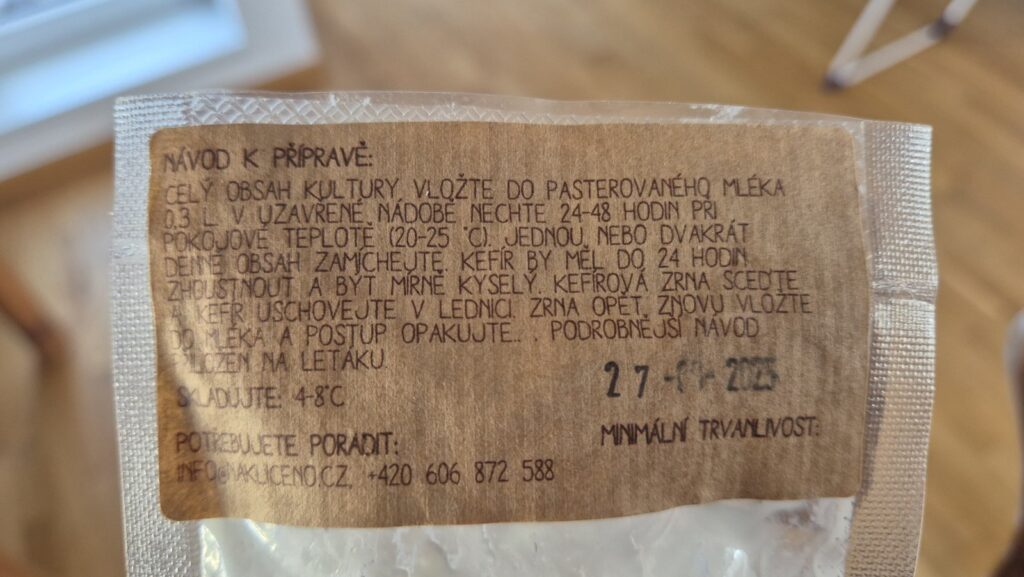 NÁVOD K PŘÍPRAVĚ:
CELÝ OBSAH KULTURY VLOŽTE DO PASTEROVANÉHO MLÉKA
0,3 L. V UZAVŘENÉ NÁDOBĚ NECHTE 24-48 HODIN PŘI
POKOJOVÉ TEPLOTĚ (20-25 °C). JEDNOU NEBO DVAKRÁT
DENNĚ OBSAH ZAMÍCHEJTE. KEFÍR BY MĚL DO 24 HODIN
ZHOUSTNOUT A BÝT MÍRNĚ KYSELÝ. KEFÍROVÁ ZRNA SCEĎTE
A KEFÍR USCHOVEJTE V LEDNICI. ZRNA OPĚT ZNOVU VLOŽTE
DO MLÉKA A POSTUP OPAKUJTE... . PODROBNĚJŠÍ NÁVOD
NA LETÁKU
27 2025
SKLADUJTE: 4-8°C
MINIMÁLNÍ TRVANLIVOST:
POTŘEBUJETE PORADIT:
+420 606 872 588